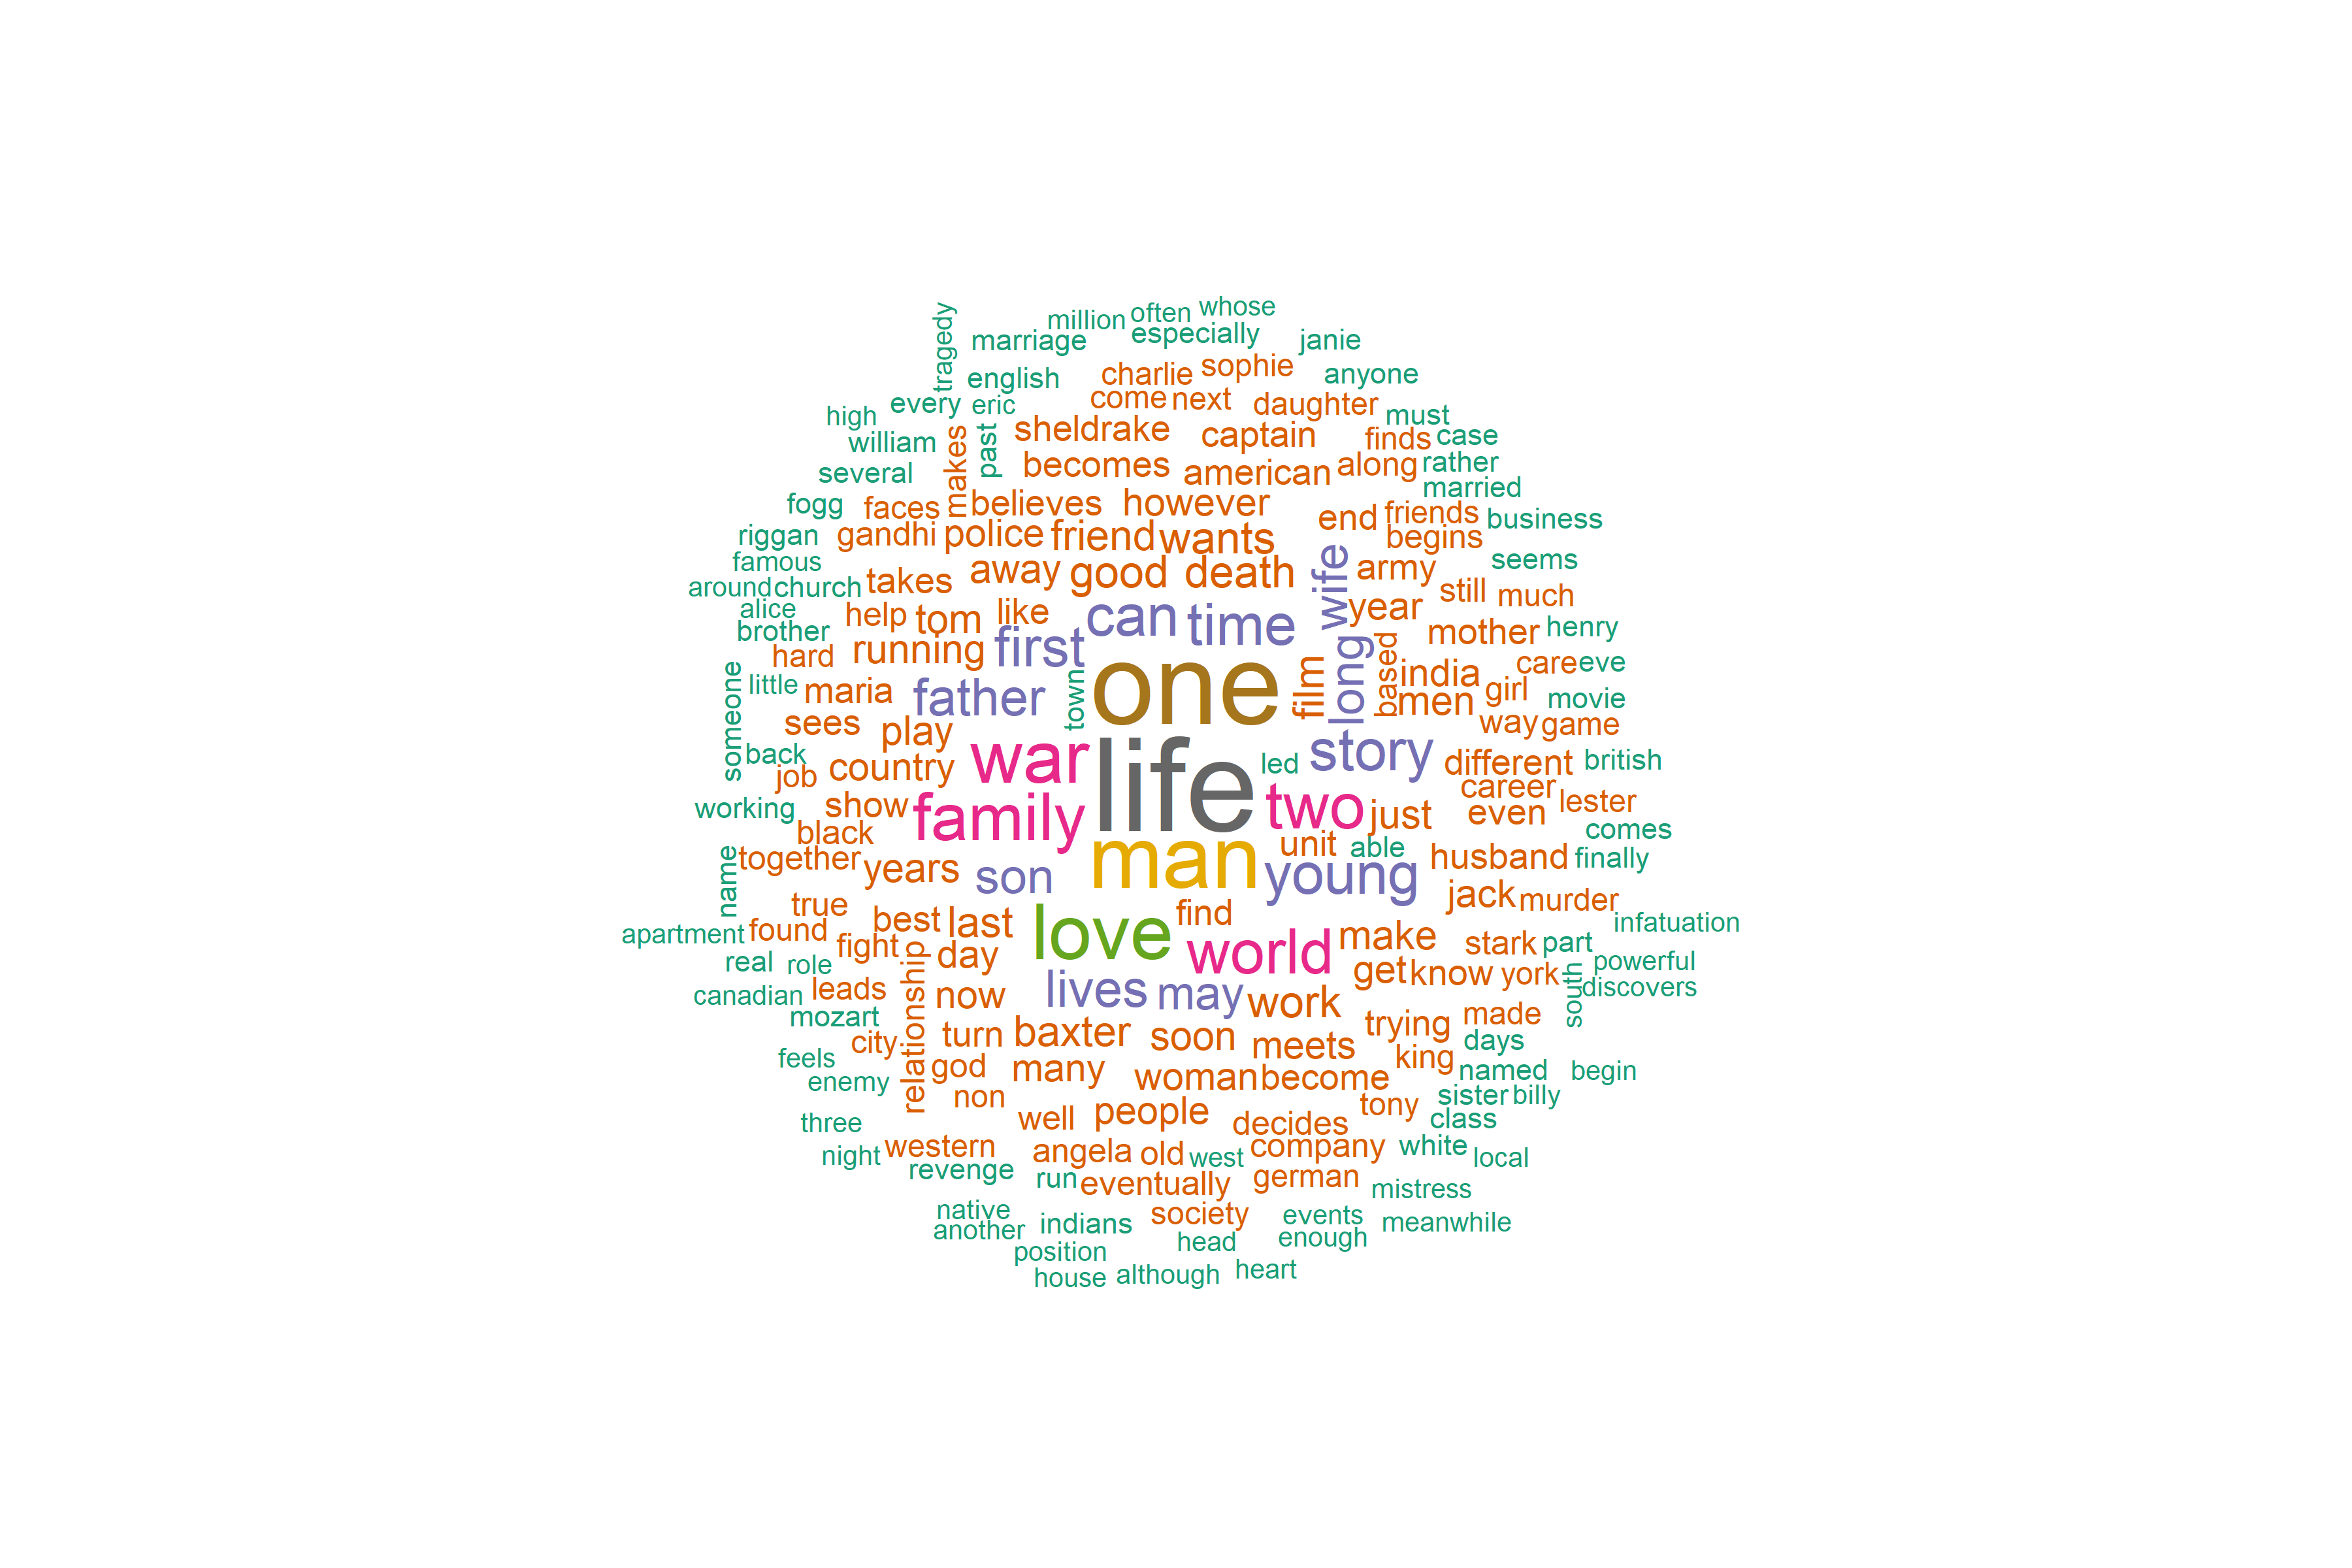 whose
often
million
especially
tragedy
marriage
janie
sophie
charlie
english
anyone
come
next
daughter
every
eric
high
must
william
sheldrake
captain
finds
case
past
makes
several
becomes
american
along
rather
married
fogg
faces
believes
however
end
friends
business
riggan
gandhi
police
friend
wants
begins
famous
seems
around
church
takes
away
good
death
wife
army
alice
help
tom
like
can
time
year
still
much
brother
hard
running
first
mother
henry
someone
little
maria
father
town
one
film
long
based
india
men
girl
care
eve
movie
sees
play
way
game
back
job
country
war
life
led
story
different
british
working
show
family
two
just
career
even
lester
comes
black
unit
able
name
together
years
son
man
young
husband
finally
true
jack
murder
apartment
found
fight
best
last
love
find
infatuation
real
role
relationship
day
world
make
stark
part
canadian
leads
now
lives
may
work
get
know
york
south
powerful
discovers
mozart
city
turn
baxter
soon
meets
trying
made
days
feels
god
many
king
enemy
non
woman
become
named
begin
three
well
people
decides
tony
sister
billy
class
night
western
angela
old
west
company
white
local
revenge
run
eventually
german
mistress
native
another
indians
society
events
meanwhile
position
head
enough
house
although
heart